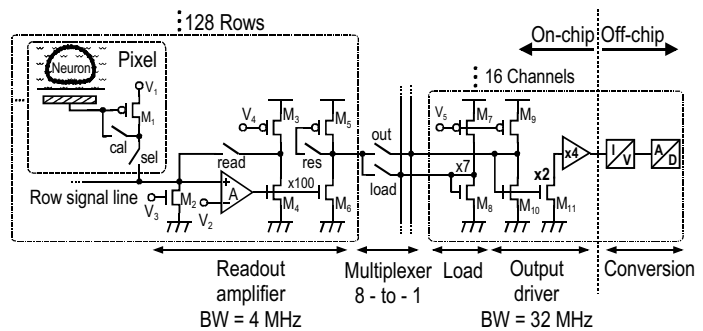 128 Rows
On-chip
Off-chip
Neuron
Pixel
V1
M1
cal
sel
16 Channels
V4
M3
M5
V5
M7
M9
out
read
res
x7
x4
I
V
A
D
Row signal line
M2
V3
A
V2
x100
M4
M6
load
M8
x2
M10
M11
Readout
amplifier
BW = 4 MHz
Multiplexer
8 - to - 1
Load
Output
driver
BW = 32 MHz
Conversion